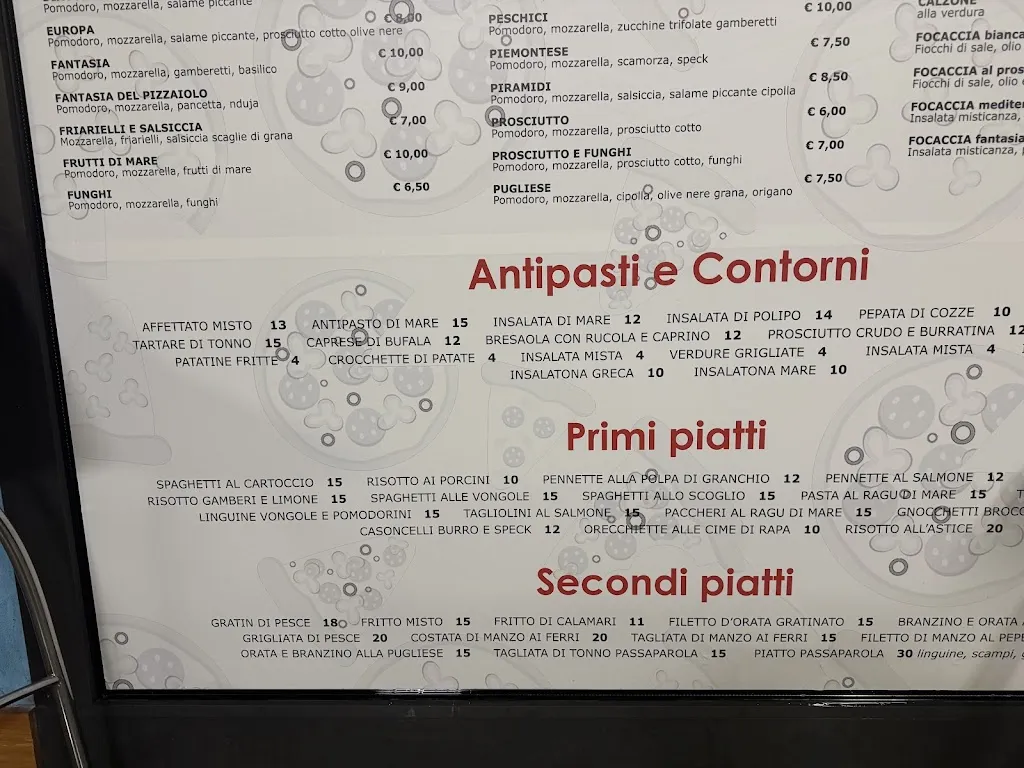 Pomodoro, mozzarella, salame piccante
€ 8,00
EUROPA
Pomodoro, mozzarella, salame piccante, prosciutto cotto olive nere
€ 10,00
FANTASIA
Pomodoro, mozzarella, gamberetti, basilico
€ 9,00
FANTASIA DEL PIZZAIOLO
Pomodoro, mozzarella, pancetta, nduja
€ 7,00
FRIARIELLI E SALSICCIA
Mozzarella, friarielli, salsiccia scaglie di grana
€ 10,00
FRUTTI DI MARE
Pomodoro, mozzarella, frutti di mare
€ 6,50
FUNGHI
Pomodoro, mozzarella, funghi
€ 10,00
PESCHICI
Pomodoro, mozzarella, zucchine trifolate gamberetti
€ 7,50
PIEMONTESE
Pomodoro, mozzarella, scamorza, speck
€ 8,50
PIRAMIDI
Pomodoro, mozzarella, salsiccia, salame piccante cipolla
€ 6,00
PROSCIUTTO
Pomodoro, mozzarella, prosciutto cotto
€ 7,00
PROSCIUTTO E FUNGHI
Pomodoro, mozzarella, prosciutto cotto, funghi
€ 7,50
PUGLIESE
Pomodoro, mozzarella, cipolla, olive nere grana, origano
CALZONE
alla verdura
FOCACCIA bianca
Fiocchi di sale, olio
FOCACCIA al pros
Fiocchi di sale, olio
FOCACCIA mediter
Insalata misticanza,
FOCACCIA fantasia
Insalata misticanza,
Antipasti e Contorni
AFFETTATO MISTO 13 ANTIPASTO DI MARE 15 INSALATA DI MARE 12 INSALATA DI POLIPO 14 PEPATA DI COZZE 10
TARTARE DI TONNO 15 CAPRESE DI BUFALA 12 BRESAOLA CON RUCOLA E CAPRINO 12 PROSCIUTTO CRUDO E BURRATINA 12
PATATINE FRITTE 4 CROCCHETTE DI PATATE 4 INSALATA MISTA 4 VERDURE GRIGLIATE 4 INSALATA MISTA 4
INSALATONA GRECA 10 INSALATONA MARE 10
Primi piatti
SPAGHETTI AL CARTOCCIO 15 RISOTTO AI PORCINI 10 PENNETTE ALLA POLPA DI GRANCHIO 12 PENNETTE AL SALMONE 12
RISOTTO GAMBERI E LIMONE 15 SPAGHETTI ALLE VONGOLE 15 SPAGHETTI ALLO SCOGLIO 15 PASTA AL RAGU DI MARE 15 T
LINGUINE VONGOLE E POMODORINI 15 TAGLIOLINI AL SALMONE 15 PACCHERI AL RAGU DI MARE 15 GNOCCHETTI BROCC
CASONCELLI BURRO E SPECK 12 ORECCHIETTE ALLE CIME DI RAPA 10 RISOTTO ALL'ASTICE 20
Secondi piatti
GRATIN DI PESCE 18 FRITTO MISTO 15 FRITTO DI CALAMARI 11 FILETTO D'ORATA GRATINATO 15 BRANZINO E ORATA A
GRIGLIATA DI PESCE 20 COSTATA DI MANZO AI FERRI 20 TAGLIATA DI MANZO AI FERRI 15 FILETTO DI MANZO AL PEPE
ORATA E BRANZINO ALLA PUGLIESE 15 TAGLIATA DI TONNO PASSAPAROLA 15 PIATTO PASSAPAROLA 30 linguine, scampi, g